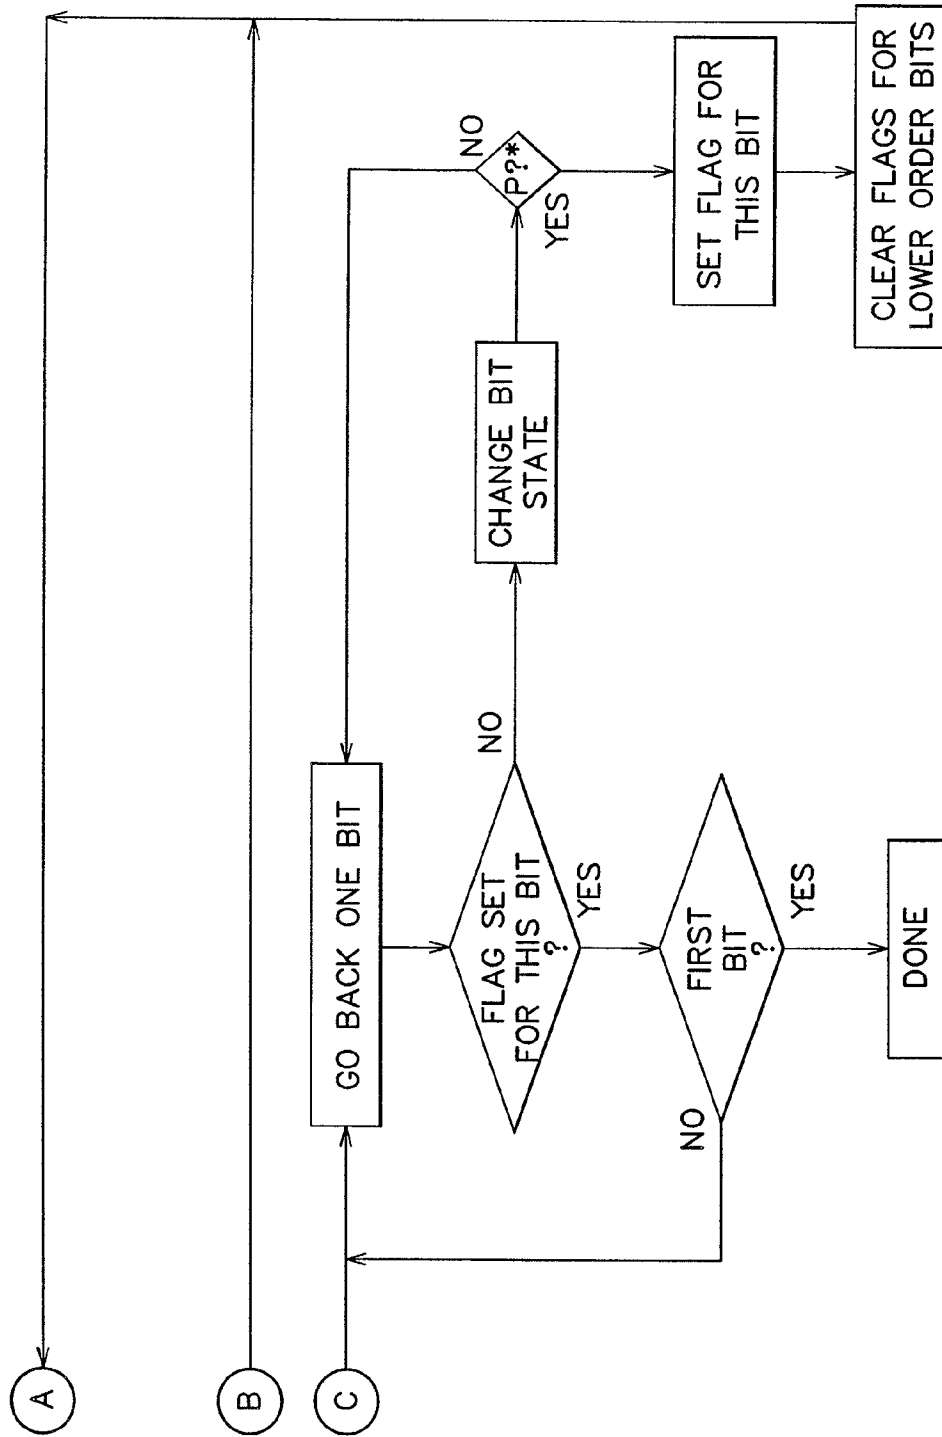 A
B
C
GO BACK ONE BIT
FLAG SET
FOR THIS BIT
?
NO
YES
FIRST
BIT
?
NO
YES
DONE
CHANGE BIT
STATE
P?*
NO
YES
SET FLAG FOR
THIS BIT
CLEAR FLAGS FOR
LOWER ORDER BITS